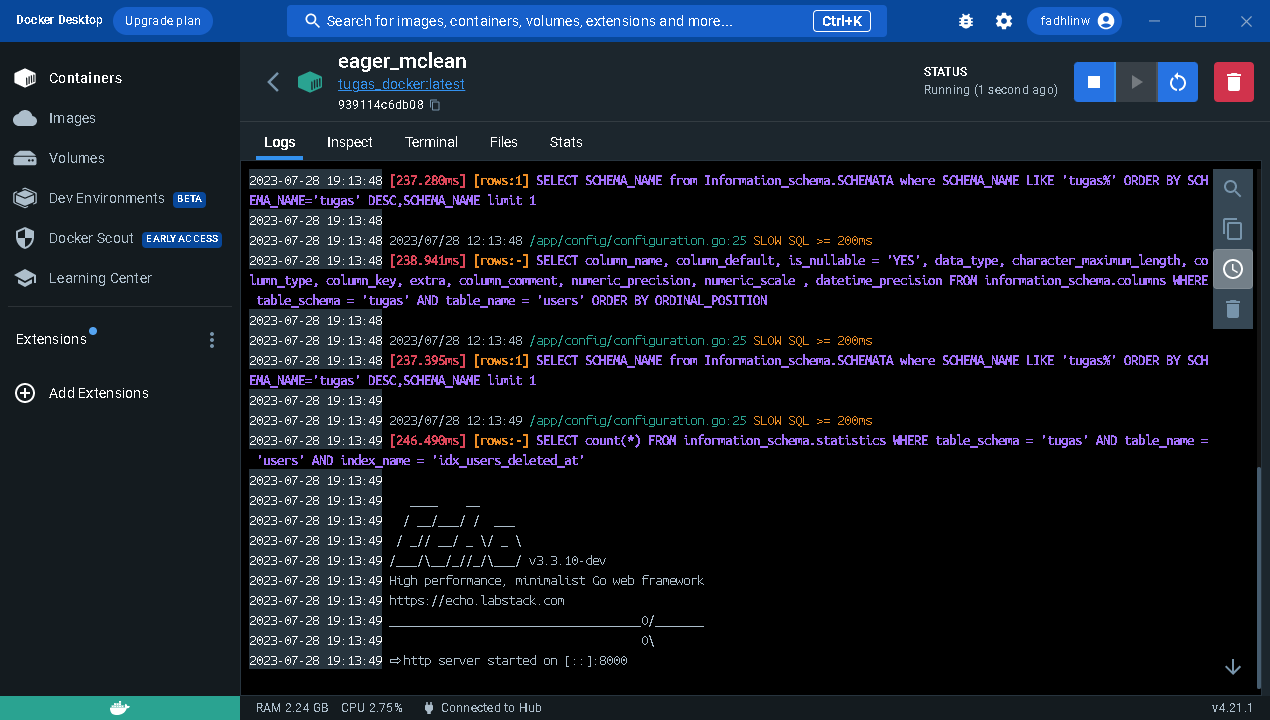 Docker Desktop Upgrade plan Search for images, containers, volumes, extensions and more... Ctrl+K fadhlinw
Containers
Images
Volumes
Dev Environments BETA
Docker Scout EARLY ACCESS
Learning Center
Extensions
Add Extensions
eager_mclean
tugas_docker:latest
939114c6db08
STATUS
Running (1 second ago)
Logs Inspect Terminal Files Stats
2023-07-28 19:13:48 [237.280ms] [rows:1] SELECT SCHEMA_NAME from Information_schema.SCHEMATA where SCHEMA_NAME LIKE 'tugas%' ORDER BY SCH
EMA_NAME='tugas' DESC,SCHEMA_NAME limit 1
2023-07-28 19:13:48
2023-07-28 19:13:48 2023/07/28 12:13:48 /app/config/configuration.go:25 SLOW SQL >= 200ms
2023-07-28 19:13:48 [238.941ms] [rows:-] SELECT column_name, column_default, is_nullable = 'YES', data_type, character_maximum_length, co
lumn_type, column_key, extra, column_comment, numeric_precision, numeric_scale , datetime_precision FROM information_schema.columns WHERE
table_schema = 'tugas' AND table_name = 'users' ORDER BY ORDINAL_POSITION
2023-07-28 19:13:48
2023-07-28 19:13:48 2023/07/28 12:13:48 /app/config/configuration.go:25 SLOW SQL >= 200ms
2023-07-28 19:13:48 [237.395ms] [rows:1] SELECT SCHEMA_NAME from Information_schema.SCHEMATA where SCHEMA_NAME LIKE 'tugas%' ORDER BY SCH
EMA_NAME='tugas' DESC,SCHEMA_NAME limit 1
2023-07-28 19:13:49
2023-07-28 19:13:49 2023/07/28 12:13:49 /app/config/configuration.go:25 SLOW SQL >= 200ms
2023-07-28 19:13:49 [246.490ms] [rows:-] SELECT count(*) FROM information_schema.statistics WHERE table_schema = 'tugas' AND table_name =
'users' AND index_name = 'idx_users_deleted_at'
2023-07-28 19:13:49
2023-07-28 19:13:49    ____    __
2023-07-28 19:13:49   / __/___/ /  ___
2023-07-28 19:13:49  / _// __/ _ \/ _ \
2023-07-28 19:13:49 /___/\__/_//_/\___/ v3.3.10-dev
2023-07-28 19:13:49 High performance, minimalist Go web framework
2023-07-28 19:13:49 https://echo.labstack.com
2023-07-28 19:13:49 ____________________________________O/_______
2023-07-28 19:13:49                                     O\
2023-07-28 19:13:49 ⇨http server started on [::]:8000
RAM 2.24 GB CPU 2.75% Connected to Hub v4.21.1